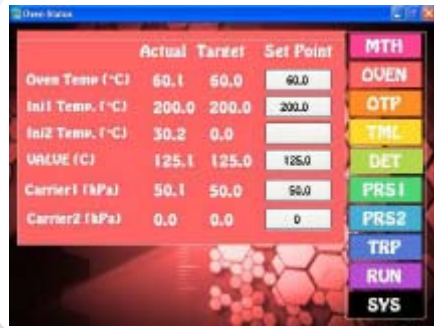 Oven Status
Actual Target Set Point
Oven Temp (°C) 60.1 60.0 60.0
Inj1 Temp. (°C) 200.0 200.0 200.0
Inj2 Temp. (°C) 30.2 0.0
VALVE (C) 125.1 125.0 125.0
Carrier1 (kPa) 50.1 50.0 50.0
Carrier2 (kPa) 0.0 0.0 0
MTH
OVEN
OTP
TML
DET
PRS1
PRS2
TRP
RUN
SYS